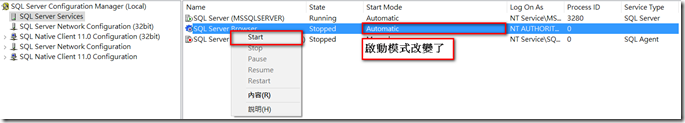 SQL Server Configuration Manager (Local)
SQL Server Services
SQL Server Network Configuration (32bit)
SQL Native Client 11.0 Configuration (32bit)
SQL Server Network Configuration
SQL Native Client 11.0 Configuration
Name State Start Mode Log On As Process ID Service Type
SQL Server (MSSQLSERVER) Running Automatic NT Service\MS... 3280 SQL Server
SQL Server Browser Stopped Automatic NT AUTHORIT... 0
SQL Server Stopped NT Service\SQ... 0 SQL Agent
Start
Stop
Pause
Resume
Restart
內容(R)
說明(H)
啟動模式改變了